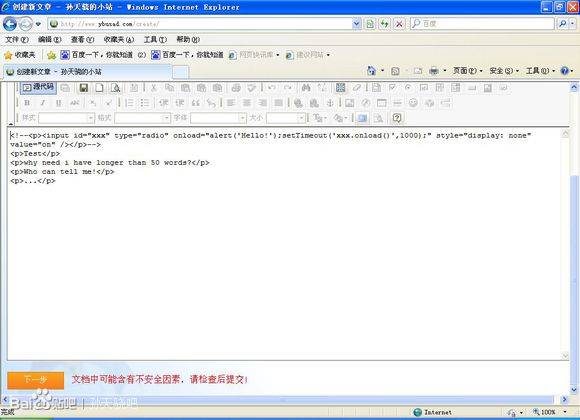 创建新文章 - 孙天载的小站 - Windows Internet Explorer
http://www.ybusad.com/create/
百度
文件(F) 编辑(E) 查看(V) 收藏夹(A) 工具(T) 帮助(H)
收藏夹 百度一下，你就知道 (2) 百度一下，你就知道 网页快讯库 建议网站
创建新文章 - 孙天载的小站
页面(P) 安全(S) 工具(O)
源代码
样式 格式 字体 大小
<!--<p><input id="xxx" type="radio" onload="alert('Hello!');setTimeout('xxx.onload()',1000);" style="display: none"
value="on" /></p>-->
<p>Test</p>
<p>why need i have longer than 50 words?</p>
<p>Who can tell me!</p>
<p>...</p>
下一步 文档中可能含有不安全因素，请检查后提交!
Bai贴吧 | 孙天晓吧
完成 Internet 100%